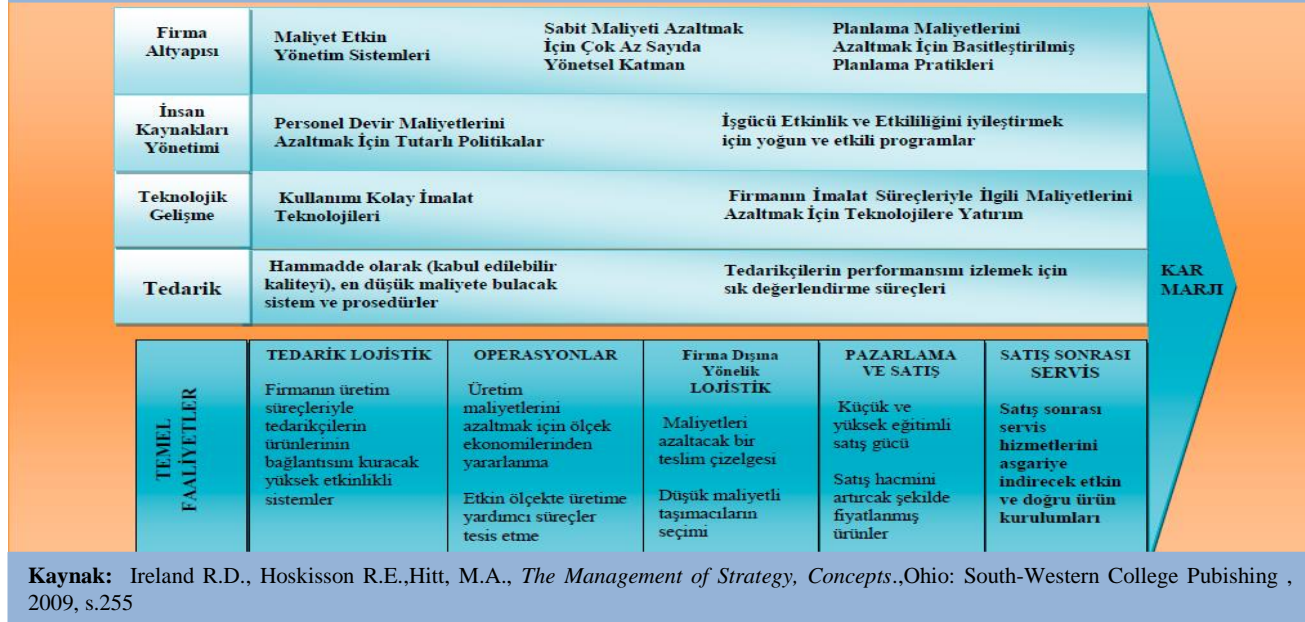 Firma
Altyapısı
Maliyet Etkin
Yönetim Sistemleri
Sabit Maliyeti Azaltmak
İçin Çok Az Sayıda
Yönetsel Katman
Planlama Maliyetlerini
Azaltmak İçin Basitleştirilmiş
Planlama Pratikleri
İnsan
Kaynakları
Yönetimi
Personel Devir Maliyetlerini
Azaltmak İçin Tutarlı Politikalar
İşgücü Etkinlik ve Etkililiğini iyileştirmek
için yoğun ve etkili programlar
Teknolojik
Gelişme
Kullanımı Kolay İmalat
Teknolojileri
Firmanın İmalat Süreçleriyle İlgili Maliyetlerini
Azaltmak İçin Teknolojilere Yatırım
Tedarik
Hammadde olarak (kabul edilebilir
kaliteyi), en düşük maliyete bulacak
sistem ve prosedürler
Tedarikçilerin performansını izlemek için
sık değerlendirme süreçleri
KAR
MARJI
TEMEL
FAALİYETLER
TEDARİK LOJİSTİK
Firmanın üretim
süreçleriyle
tedarikçilerin
ürünlerinin
bağlantısını kuracak
yüksek etkinlikli
sistemler
OPERASYONLAR
Üretim
maliyetlerini
azaltmak için ölçek
ekonomilerinden
yararlanma
Etkin ölçekte üretime
yardımcı süreçler
tesis etme
Firma Dışına
Yönelik
LOJİSTİK
Maliyetleri
azaltacak bir
teslim çizelgesi
Düşük maliyetli
taşımacıların
seçimi
PAZARLAMA
VE SATIŞ
Küçük ve
yüksek eğitimli
satış gücü
Satış hacmini
artırcak şekilde
fiyatlanmış
ürünler
SATIŞ SONRASI
SERVİS
Satış sonrası
servis
hizmetlerini
asgariye
indirecek etkin
ve doğru ürün
kurulumları
Kaynak: Ireland R.D., Hoskisson R.E.,Hitt, M.A., The Management of Strategy, Concepts.,Ohio: South-Western College Pubishing ,
2009, s.255